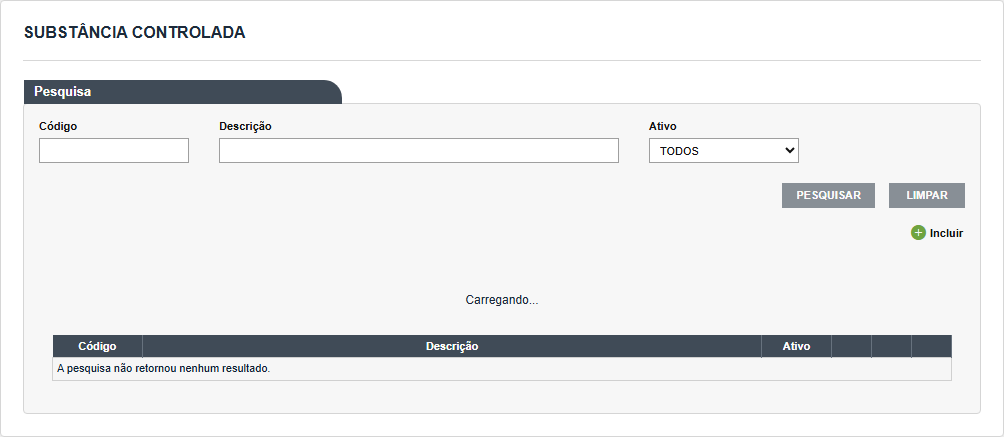 SUBSTÂNCIA CONTROLADA
Pesquisa
Código Descrição Ativo
TODOS
PESQUISAR LIMPAR
Incluir
Carregando...
Código Descrição Ativo
A pesquisa não retornou nenhum resultado.